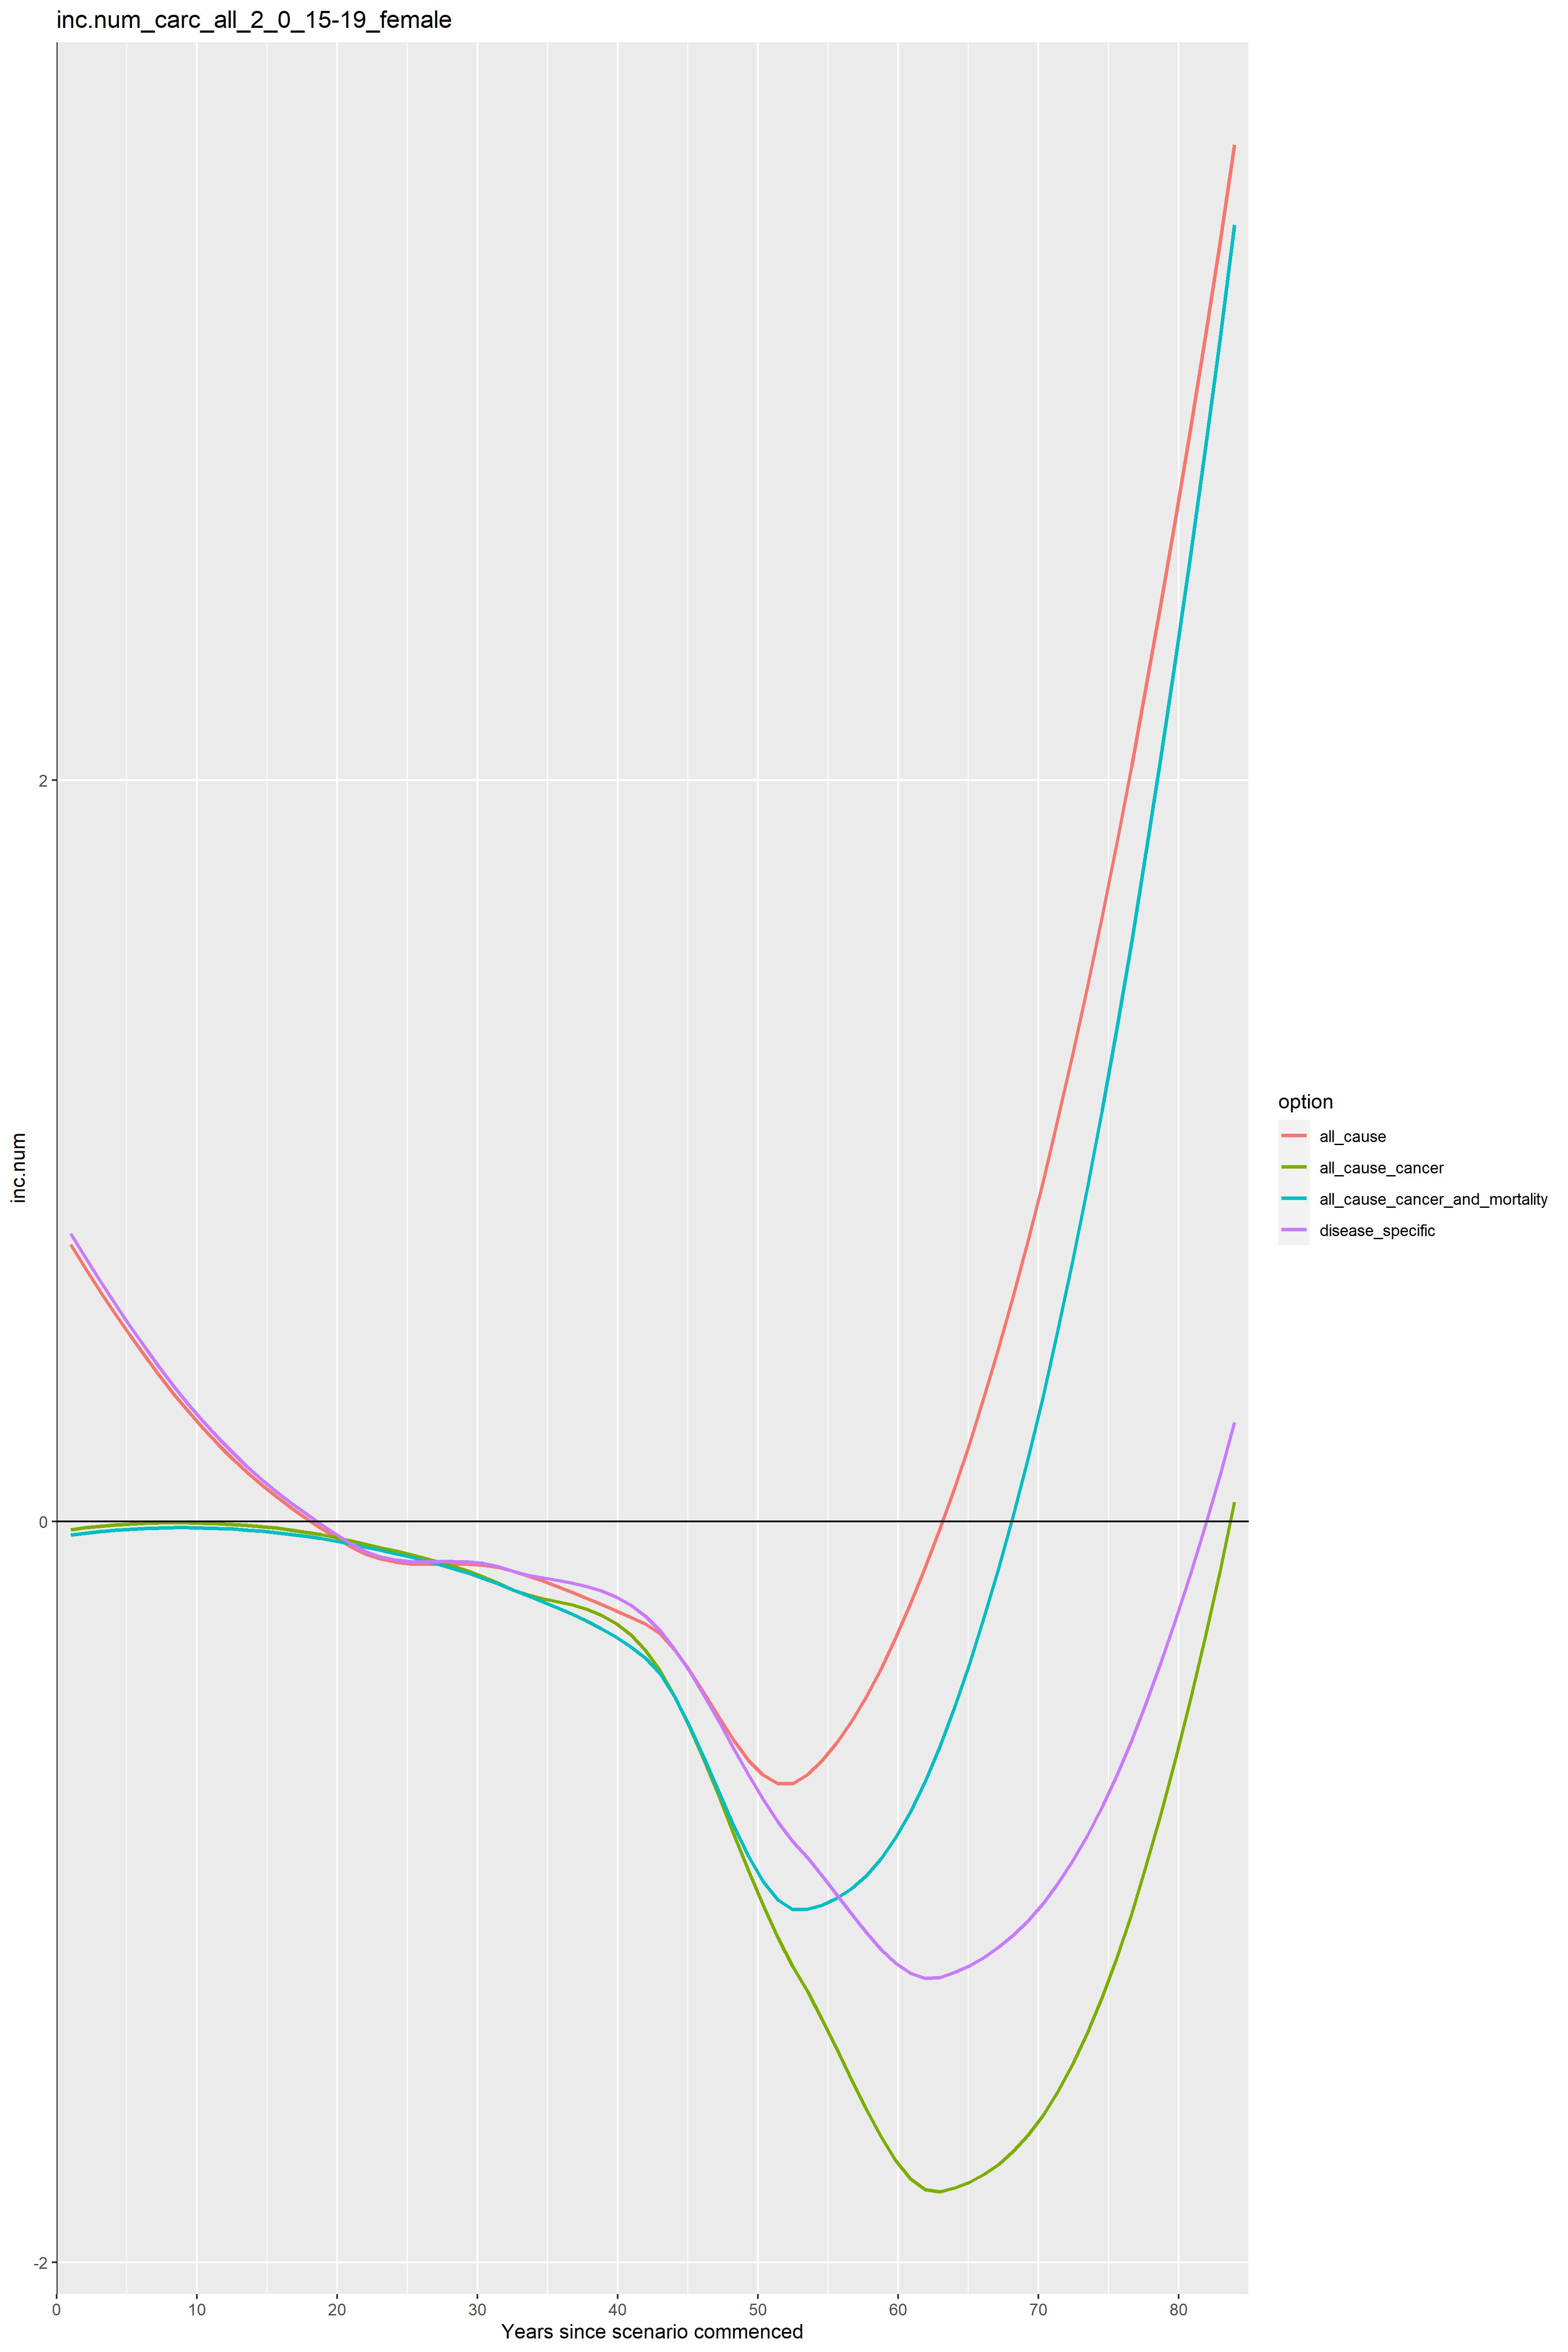 inc.num_carc_all_2_0_15-19_female
inc.num
2
0
-2
0 10 20 30 40 50 60 70 80
Years since scenario commenced
option
all_cause
all_cause_cancer
all_cause_cancer_and_mortality
disease_specific